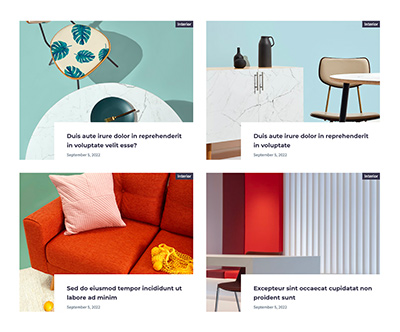 Interior
Duis aute irure dolor in reprehenderit
in voluptate velit esse?
September 5, 2022
Interior
Duis aute irure dolor in reprehenderit
in voluptate
September 5, 2022
Interior
Sed do eiusmod tempor incididunt ut
labore ad minim
September 5, 2022
Interior
Excepteur sint occaecat cupidatat non
proident sunt
September 5, 2022